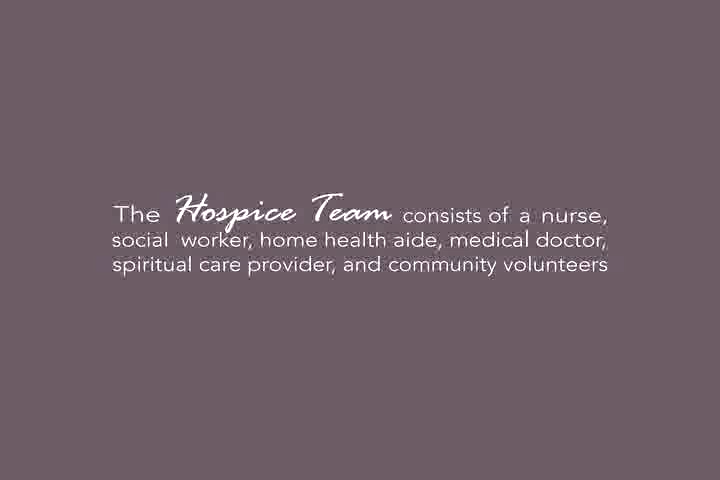 The Hospice Team consists of a nurse,
social worker, home health aide, medical doctor,
spiritual care provider, and community volunteers